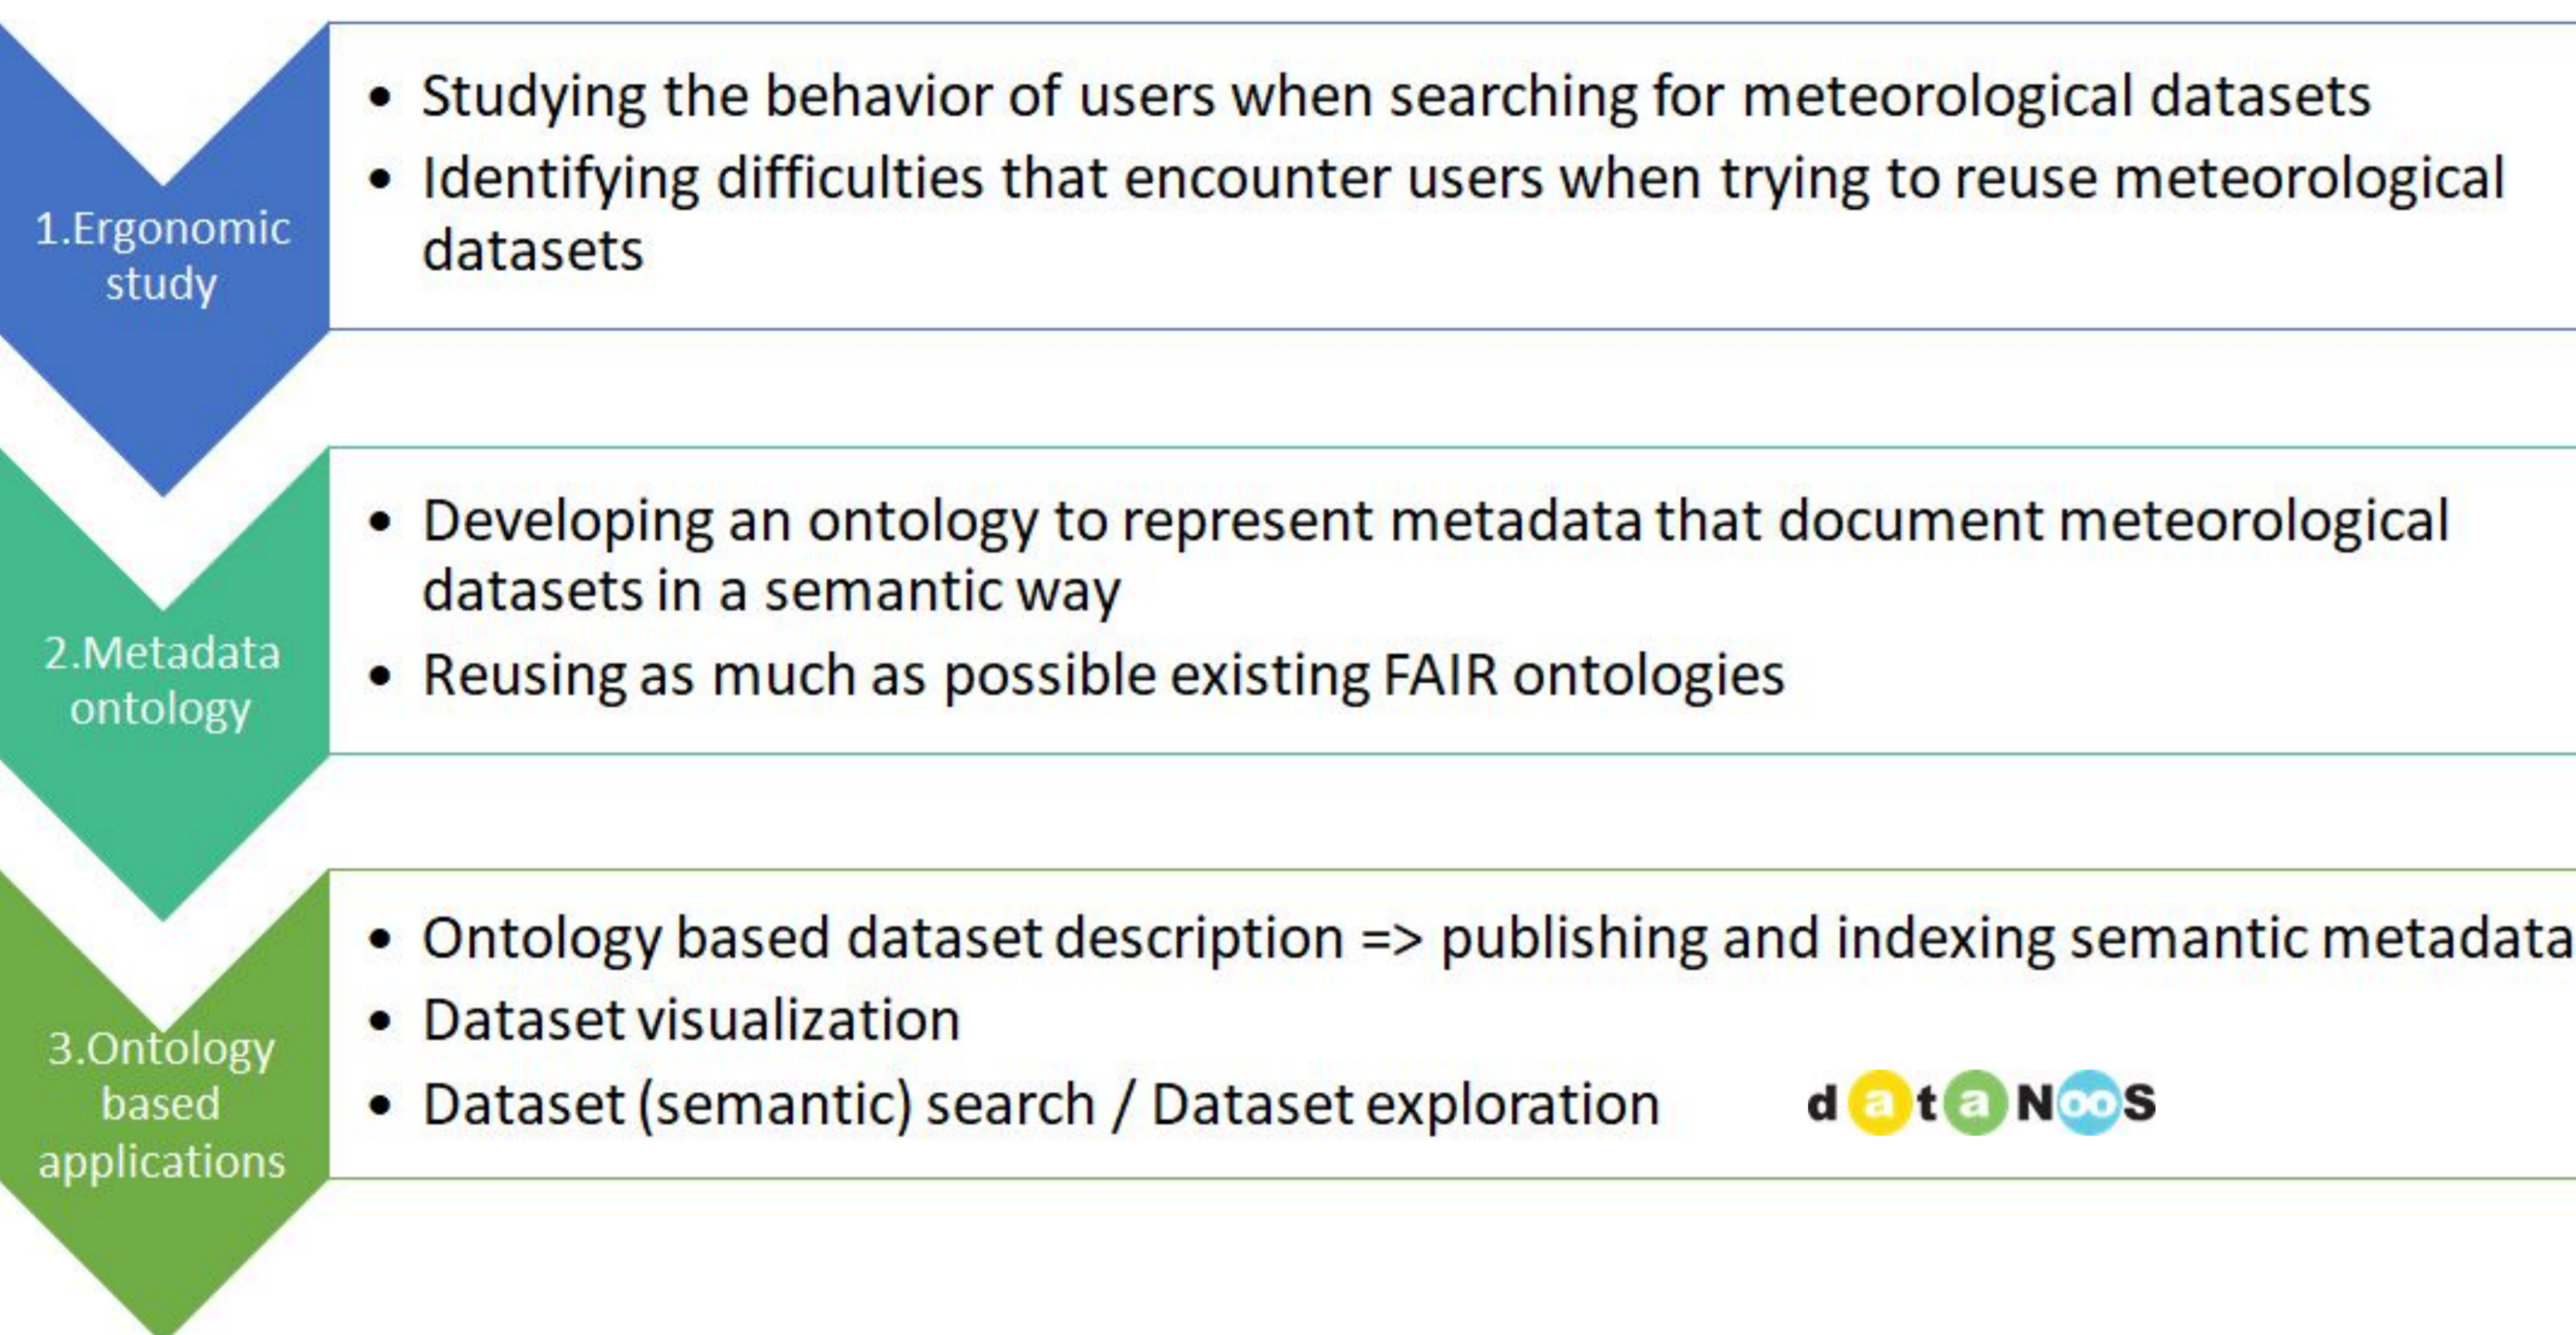 1.Ergonomic
study
• Studying the behavior of users when searching for meteorological datasets
• Identifying difficulties that encounter users when trying to reuse meteorological
datasets
2.Metadata
ontology
• Developing an ontology to represent metadata that document meteorological
datasets in a semantic way
• Reusing as much as possible existing FAIR ontologies
3.Ontology
based
applications
• Ontology based dataset description => publishing and indexing semantic metadata
• Dataset visualization
• Dataset (semantic) search / Dataset exploration
dataNooS